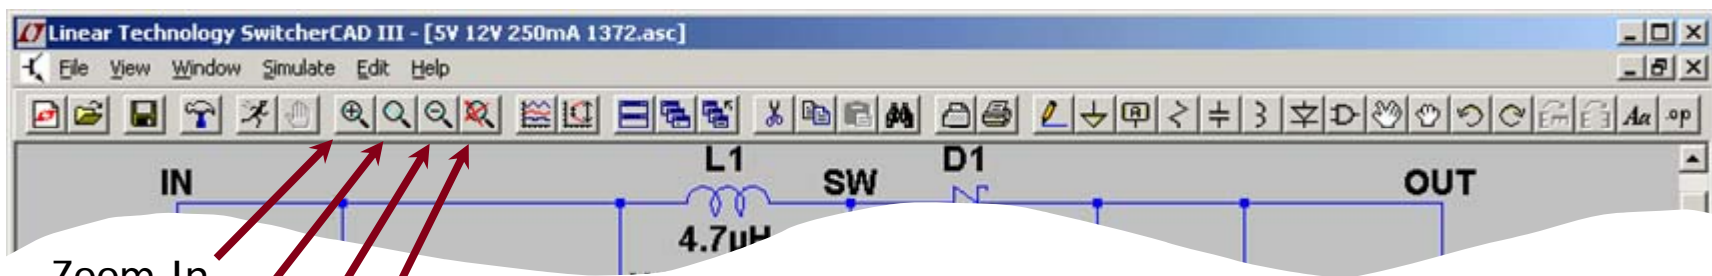 Linear Technology SwitcherCAD III - [5V 12V 250mA 1372.asc]
File View Window Simulate Edit Help
A Aa .op
L1 D1
IN SW OUT
4.7µH
Zoom In